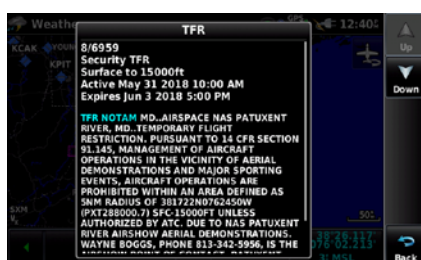 Weathe
GPS
12:40
TFR
KCAK
KPIT
Up
Down
8/6959
Security TFR
Surface to 15000ft
Active May 31 2018 10:00 AM
Expires Jun 3 2018 5:00 PM
TFR NOTAM MD..AIRSPACE NAS PATUXENT
RIVER, MD..TEMPORARY FLIGHT
RESTRICTION. PURSUANT TO 14 CFR SECTION
91.145, MANAGEMENT OF AIRCRAFT
OPERATIONS IN THE VICINITY OF AERIAL
DEMONSTRATIONS AND MAJOR SPORTING
EVENTS, AIRCRAFT OPERATIONS ARE
PROHIBITED WITHIN AN AREA DEFINED AS
5NM RADIUS OF 381722N0762450W
(PXT288000.7) SFC-15000FT UNLESS
AUTHORIZED BY ATC. DUE TO NAS PATUXENT
RIVER AIRSHOW AERIAL DEMONSTRATIONS.
WAYNE BOGGS, PHONE 813-342-5956, IS THE
SXM
Back